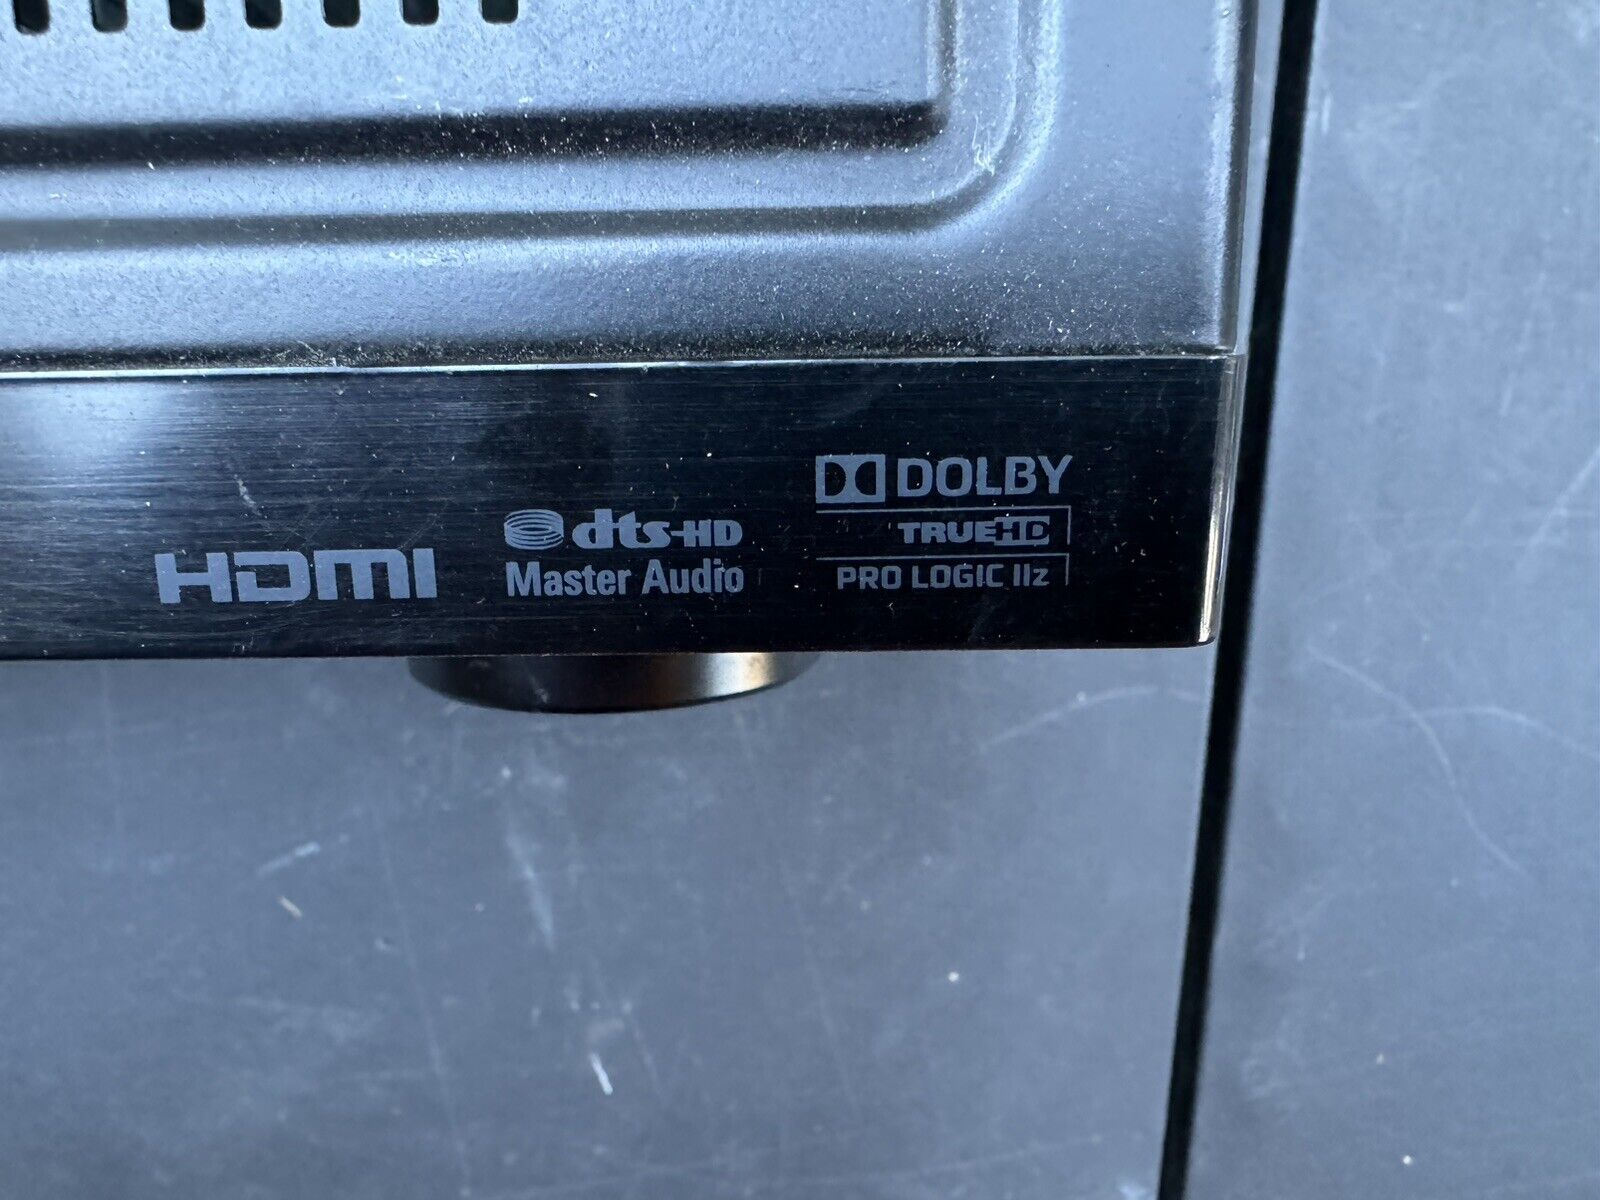 HDMI
dts-HD
Master Audio
DOLBY
TRUEHD
PRO LOGIC IIz